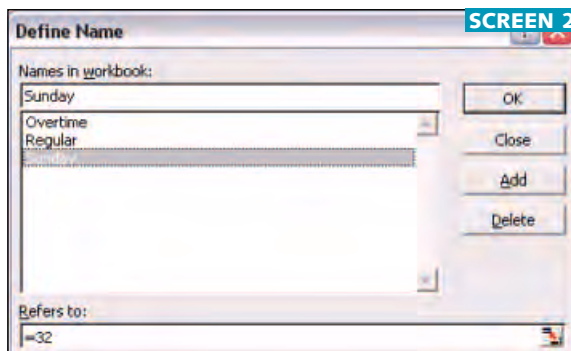 SCREEN 2
Define Name
Names in workbook:
Sunday
OK
Overtime
Regular
Sunday
Close
Add
Delete
Refers to:
=32